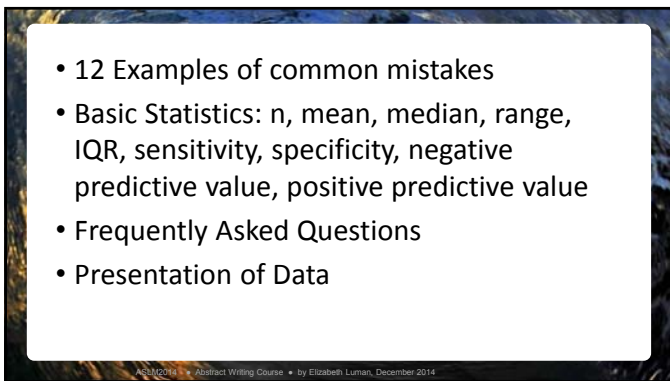 • 12 Examples of common mistakes
• Basic Statistics: n, mean, median, range,
IQR, sensitivity, specificity, negative
predictive value, positive predictive value
• Frequently Asked Questions
• Presentation of Data
ASLM2014 • Abstract Writing Course • by Elizabeth Luman, December 2014